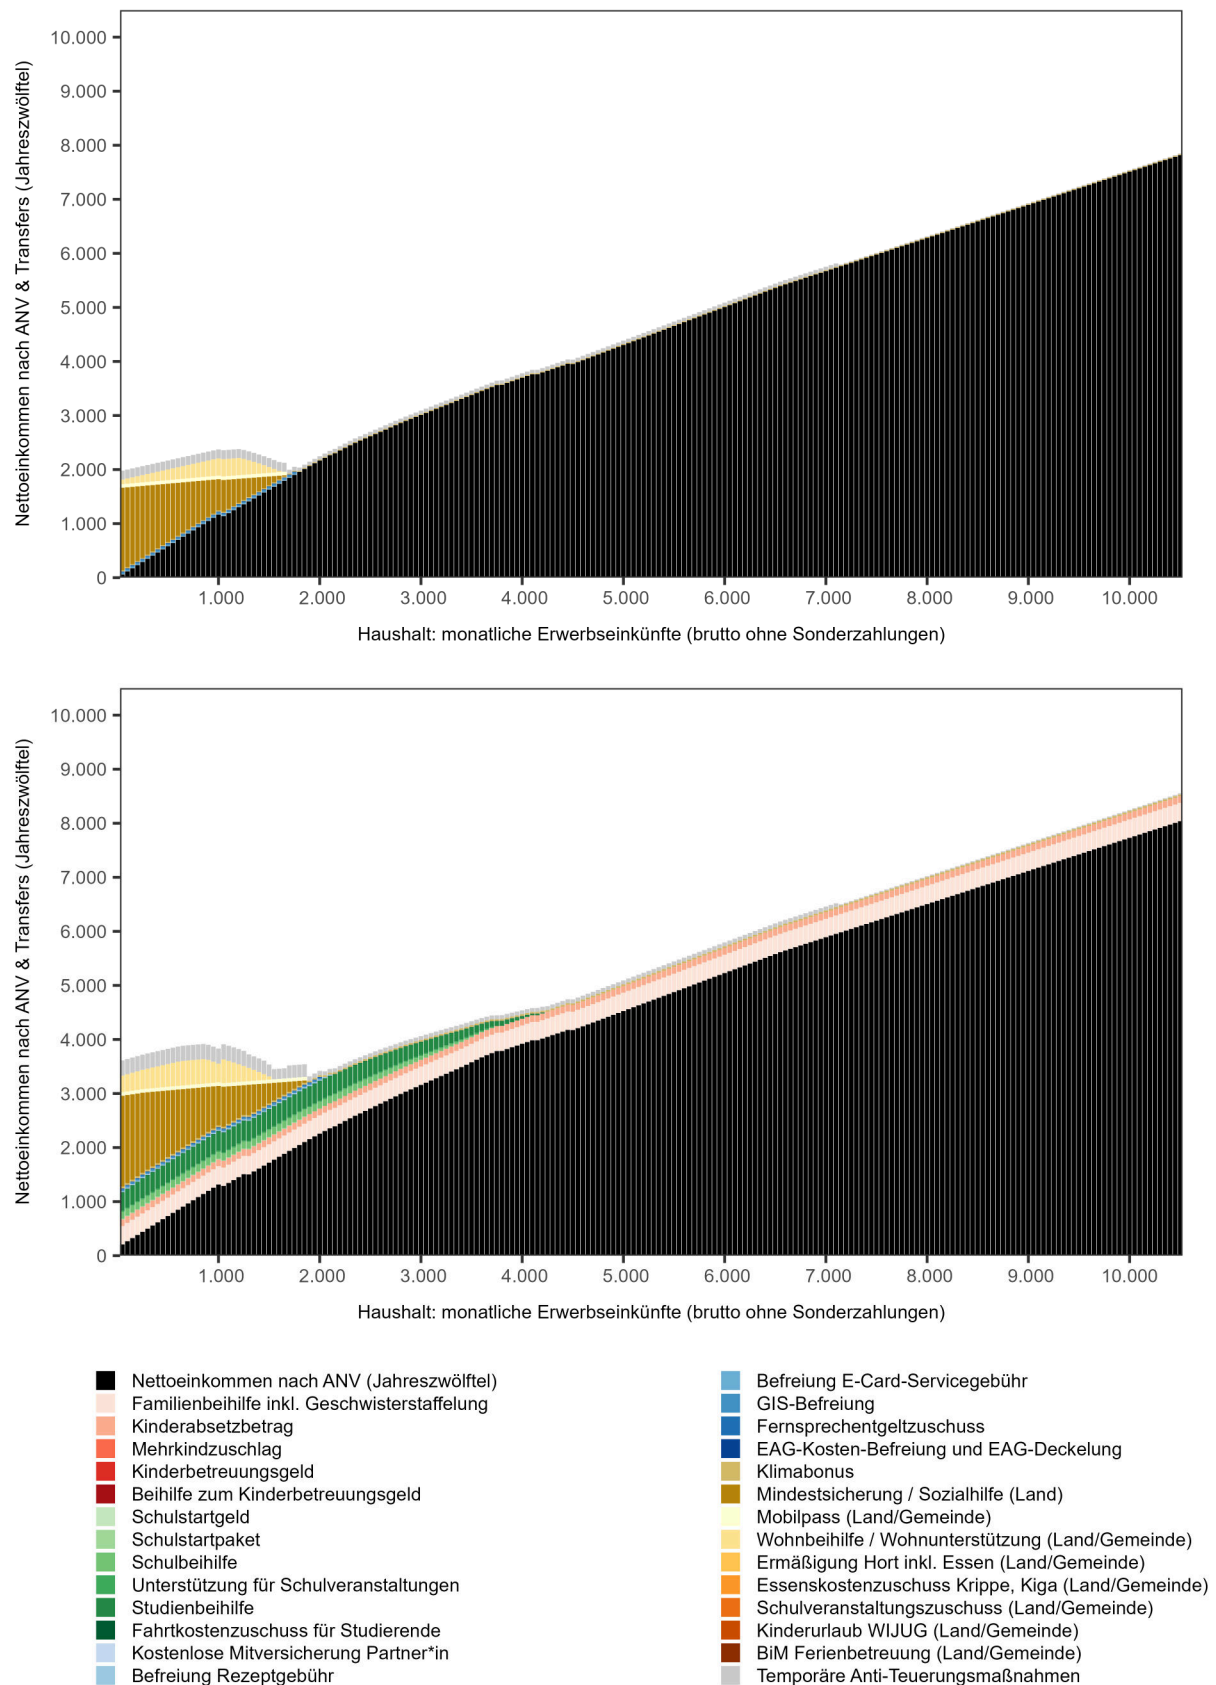 Nettoeinkommen nach ANV & Transfers (Jahreszwölftel)
10.000
9.000
8.000
7.000
6.000
5.000
4.000
3.000
2.000
1.000
0
1.000 2.000 3.000 4.000 5.000 6.000 7.000 8.000 9.000 10.000
Haushalt: monatliche Erwerbseinkünfte (brutto ohne Sonderzahlungen)
Nettoeinkommen nach ANV & Transfers (Jahreszwölftel)
10.000
9.000
8.000
7.000
6.000
5.000
4.000
3.000
2.000
1.000
0
1.000 2.000 3.000 4.000 5.000 6.000 7.000 8.000 9.000 10.000
Haushalt: monatliche Erwerbseinkünfte (brutto ohne Sonderzahlungen)
Nettoeinkommen nach ANV (Jahreszwölftel)
Familienbeihilfe inkl. Geschwisterstaffelung
Kinderabsetzbetrag
Mehrkindzuschlag
Kinderbetreuungsgeld
Beihilfe zum Kinderbetreuungsgeld
Schulstartgeld
Schulstartpaket
Schulbeihilfe
Unterstützung für Schulveranstaltungen
Studienbeihilfe
Fahrtkostenzuschuss für Studierende
Kostenlose Mitversicherung Partner*in
Befreiung Rezeptgebühr
Befreiung E-Card-Servicegebühr
GIS-Befreiung
Fernsprechentgeltzuschuss
EAG-Kosten-Befreiung und EAG-Deckelung
Klimabonus
Mindestsicherung / Sozialhilfe (Land)
Mobilpass (Land/Gemeinde)
Wohnbeihilfe / Wohnunterstützung (Land/Gemeinde)
Ermäßigung Hort inkl. Essen (Land/Gemeinde)
Essenskostenzuschuss Krippe, Kiga (Land/Gemeinde)
Schulveranstaltungszuschuss (Land/Gemeinde)
Kinderurlaub WIJUG (Land/Gemeinde)
BiM Ferienbetreuung (Land/Gemeinde)
Temporäre Anti-Teuerungsmaßnahmen